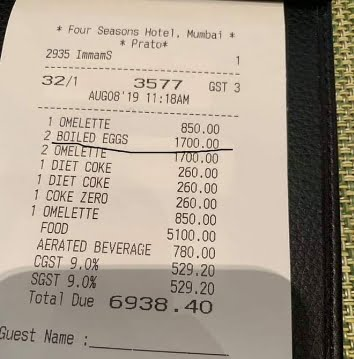 * Four Seasons Hotel, Mumbai *
* Prato*
2935 ImmamS 1
32/1 3577 GST 3
AUG08'19 11:18AM
1 OMELETTE 850.00
2 BOILED EGGS 1700.00
2 OMELETTE 1700.00
1 DIET COKE 260.00
1 DIET COKE 260.00
1 COKE ZERO 260.00
1 OMELETTE 850.00
FOOD 5100.00
AERATED BEVERAGE 780.00
CGST 9.0% 529.20
SGST 9.0% 529.20
Total Due 6938.40
Guest Name :